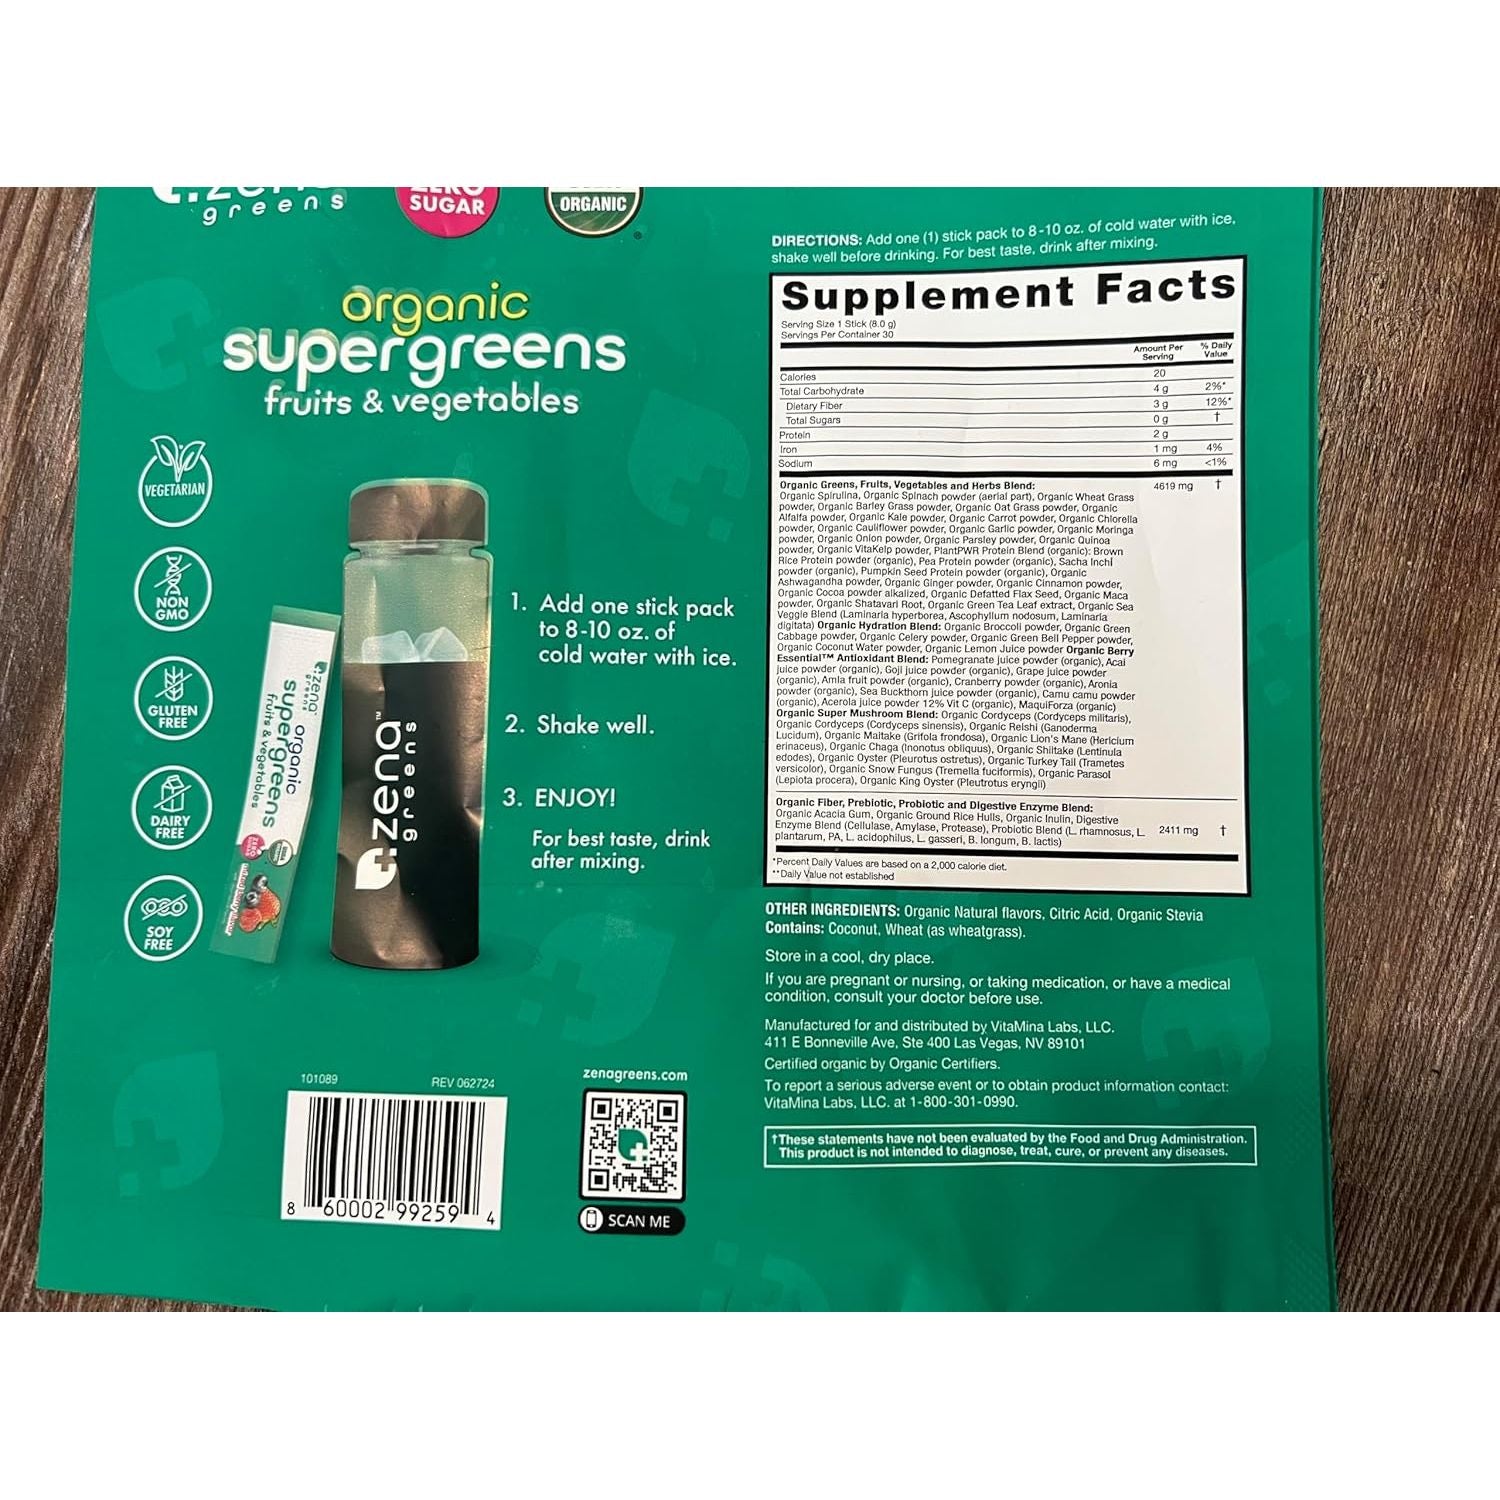 zena
greens
ZERO
SUGAR
ORGANIC
®
organic
supergreens
fruits & vegetables
VEGETARIAN
NON
GMO
GLUTEN
FREE
DAIRY
FREE
SOY
FREE
zena
greens
organic
supergreens
fruits & vegetables
zena™
greens
1. Add one stick pack
to 8-10 oz. of
cold water with ice.
2. Shake well.
3. ENJOY!
For best taste, drink
after mixing.
101089
REV 062724
8 60002 99259 4
zenagreens.com
SCAN ME
DIRECTIONS: Add one (1) stick pack to 8-10 oz. of cold water with ice,
shake well before drinking. For best taste, drink after mixing.
Supplement Facts
Serving Size 1 Stick (8.0 g)
Servings Per Container 30
Amount Per
Serving
% Daily
Value
Calories 20
Total Carbohydrate 4 g 2%*
Dietary Fiber 3 g 12%*
Total Sugars 0 g †
Protein 2 g
Iron 1 mg 4%
Sodium 6 mg <1%
Organic Greens, Fruits, Vegetables and Herbs Blend: 4619 mg †
Organic Spirulina, Organic Spinach powder (aerial part), Organic Wheat Grass
powder, Organic Barley Grass powder, Organic Oat Grass powder, Organic
Alfalfa powder, Organic Kale powder, Organic Carrot powder, Organic Chlorella
powder, Organic Cauliflower powder, Organic Garlic powder, Organic Moringa
powder, Organic Onion powder, Organic Parsley powder, Organic Quinoa
powder, Organic VitaKelp powder, PlantPWR Protein Blend (organic): Brown
Rice Protein powder (organic), Pea Protein powder (organic), Sacha Inchi
powder (organic), Pumpkin Seed Protein powder (organic), Organic
Ashwagandha powder, Organic Ginger powder, Organic Cinnamon powder,
Organic Cocoa powder alkalized, Organic Defatted Flax Seed, Organic Maca
powder, Organic Shatavari Root, Organic Green Tea Leaf extract, Organic Sea
Veggie Blend (Laminaria hyperborea, Ascophyllum nodosum, Laminaria
digitata) Organic Hydration Blend: Organic Broccoli powder, Organic Green
Cabbage powder, Organic Celery powder, Organic Green Bell Pepper powder,
Organic Coconut Water powder, Organic Lemon Juice powder Organic Berry
Essential™ Antioxidant Blend: Pomegranate juice powder (organic), Acai
juice powder (organic), Goji juice powder (organic), Grape juice powder
(organic), Amla fruit powder (organic), Cranberry powder (organic), Aronia
powder (organic), Sea Buckthorn juice powder (organic), Camu camu powder
(organic), Acerola juice powder 12% Vit C (organic), MaquiForza (organic)
Organic Super Mushroom Blend: Organic Cordyceps (Cordyceps militaris),
Organic Cordyceps (Cordyceps sinensis), Organic Reishi (Ganoderma
Lucidum), Organic Maitake (Grifola frondosa), Organic Lion's Mane (Hericium
erinaceus), Organic Chaga (Inonotus obliquus), Organic Shiitake (Lentinula
edodes), Organic Oyster (Pleurotus ostretus), Organic Turkey Tail (Trametes
versicolor), Organic Snow Fungus (Tremella fuciformis), Organic Parasol
(Lepiota procera), Organic King Oyster (Pleutrotus eryngii)
Organic Fiber, Prebiotic, Probiotic and Digestive Enzyme Blend:
Organic Acacia Gum, Organic Ground Rice Hulls, Organic Inulin, Digestive
Enzyme Blend (Cellulase, Amylase, Protease), Probiotic Blend (L. rhamnosus, L. 2411 mg †
plantarum, PA, L. acidophilus, L. gasseri, B. longum, B. lactis)
*Percent Daily Values are based on a 2,000 calorie diet.
**Daily Value not established
OTHER INGREDIENTS: Organic Natural flavors, Citric Acid, Organic Stevia
Contains: Coconut, Wheat (as wheatgrass).
Store in a cool, dry place.
If you are pregnant or nursing, or taking medication, or have a medical
condition, consult your doctor before use.
Manufactured for and distributed by VitaMina Labs, LLC.
411 E Bonneville Ave, Ste 400 Las Vegas, NV 89101
Certified organic by Organic Certifiers.
To report a serious adverse event or to obtain product information contact:
VitaMina Labs, LLC. at 1-800-301-0990.
†These statements have not been evaluated by the Food and Drug Administration.
This product is not intended to diagnose, treat, cure, or prevent any diseases.